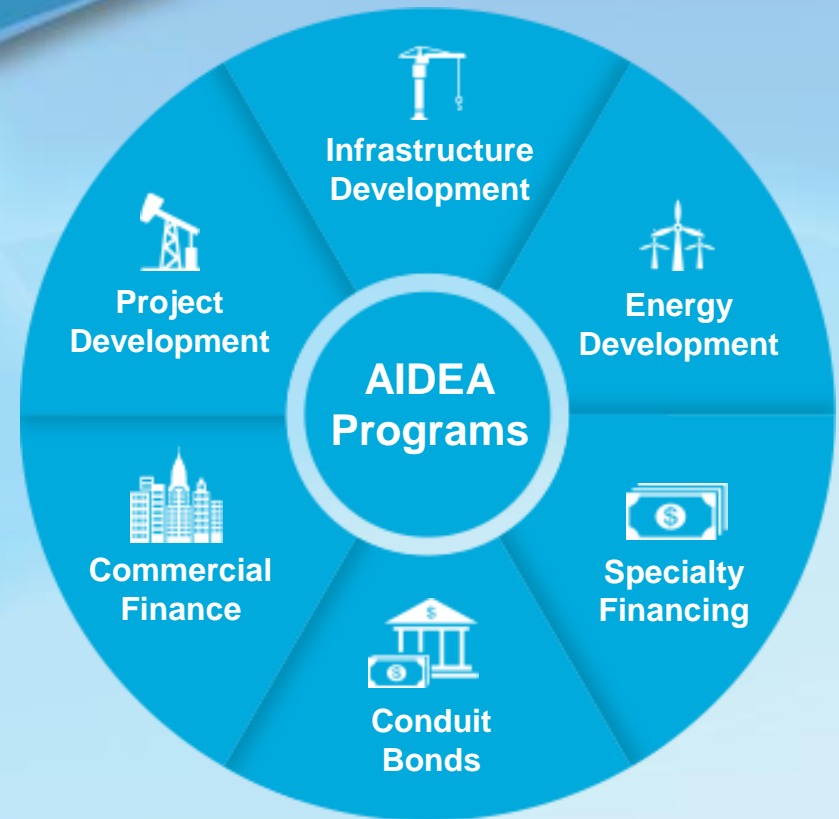 Infrastructure
Development
Project
Development
Energy
Development
AIDEA
Programs
Commercial
Finance
Specialty
Financing
Conduit
Bonds